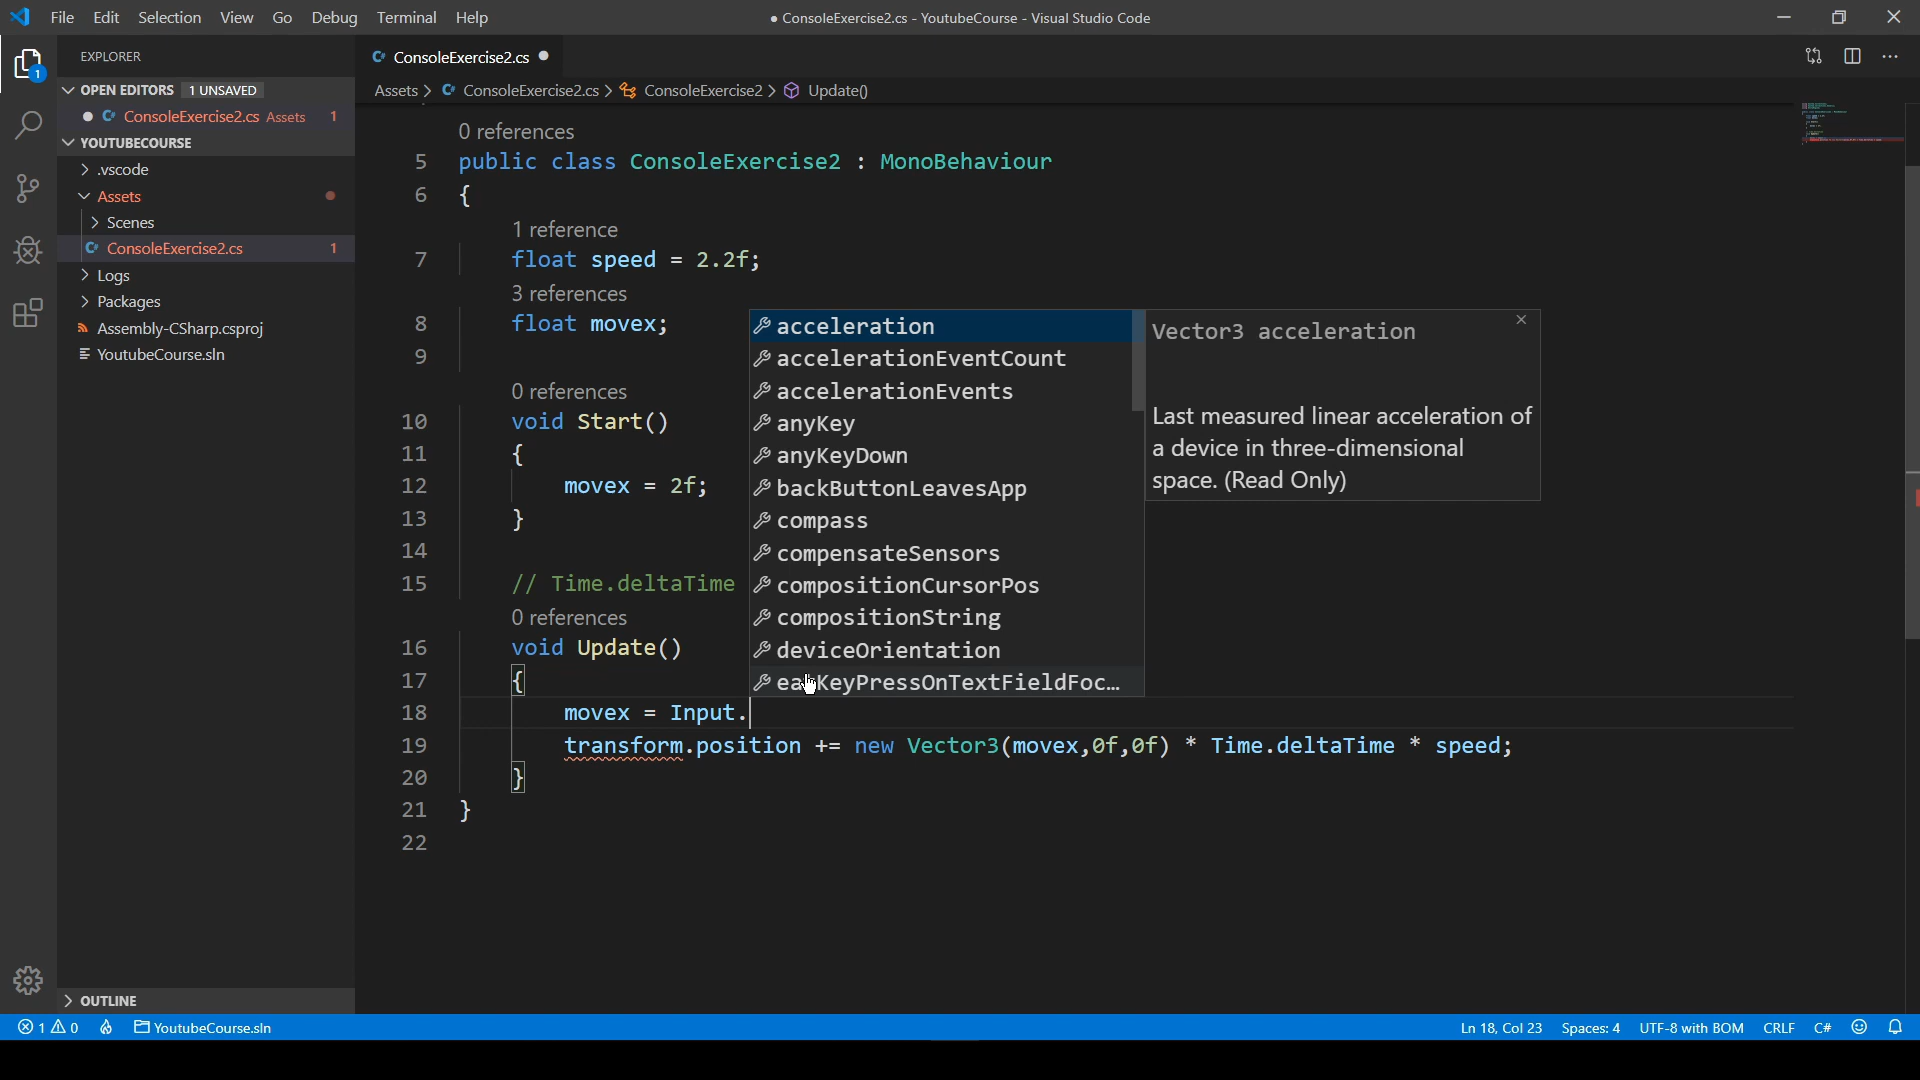 File Edit Selection View Go Debug Terminal Help
● ConsoleExercise2.cs - YoutubeCourse - Visual Studio Code
EXPLORER
OPEN EDITORS 1 UNSAVED
ConsoleExercise2.cs Assets 1
YOUTUBECOURSE
.vscode
Assets
Scenes
ConsoleExercise2.cs 1
Logs
Packages
Assembly-CSharp.csproj
YoutubeCourse.sln
OUTLINE
1
ConsoleExercise2.cs
Assets > ConsoleExercise2.cs > ConsoleExercise2 > Update()
0 references
5 public class ConsoleExercise2 : MonoBehaviour
6 {
1 reference
7 float speed = 2.2f;
3 references
8 float movex;
9
0 references
10 void Start()
11 {
12 movex = 2f;
13 }
14
15 // Time.deltaTime
0 references
16 void Update()
17 {
18 movex = Input.
19 transform.position += new Vector3(movex,0f,0f) * Time.deltaTime * speed;
20 }
21 }
22
acceleration
accelerationEventCount
accelerationEvents
anyKey
anyKeyDown
backButtonLeavesApp
compass
compensateSensors
compositionCursorPos
compositionString
deviceOrientation
eatKeyPressOnTextFieldFoc…
Vector3 acceleration
Last measured linear acceleration of
a device in three-dimensional
space. (Read Only)
1 0 YoutubeCourse.sln
Ln 18, Col 23 Spaces: 4 UTF-8 with BOM CRLF C#